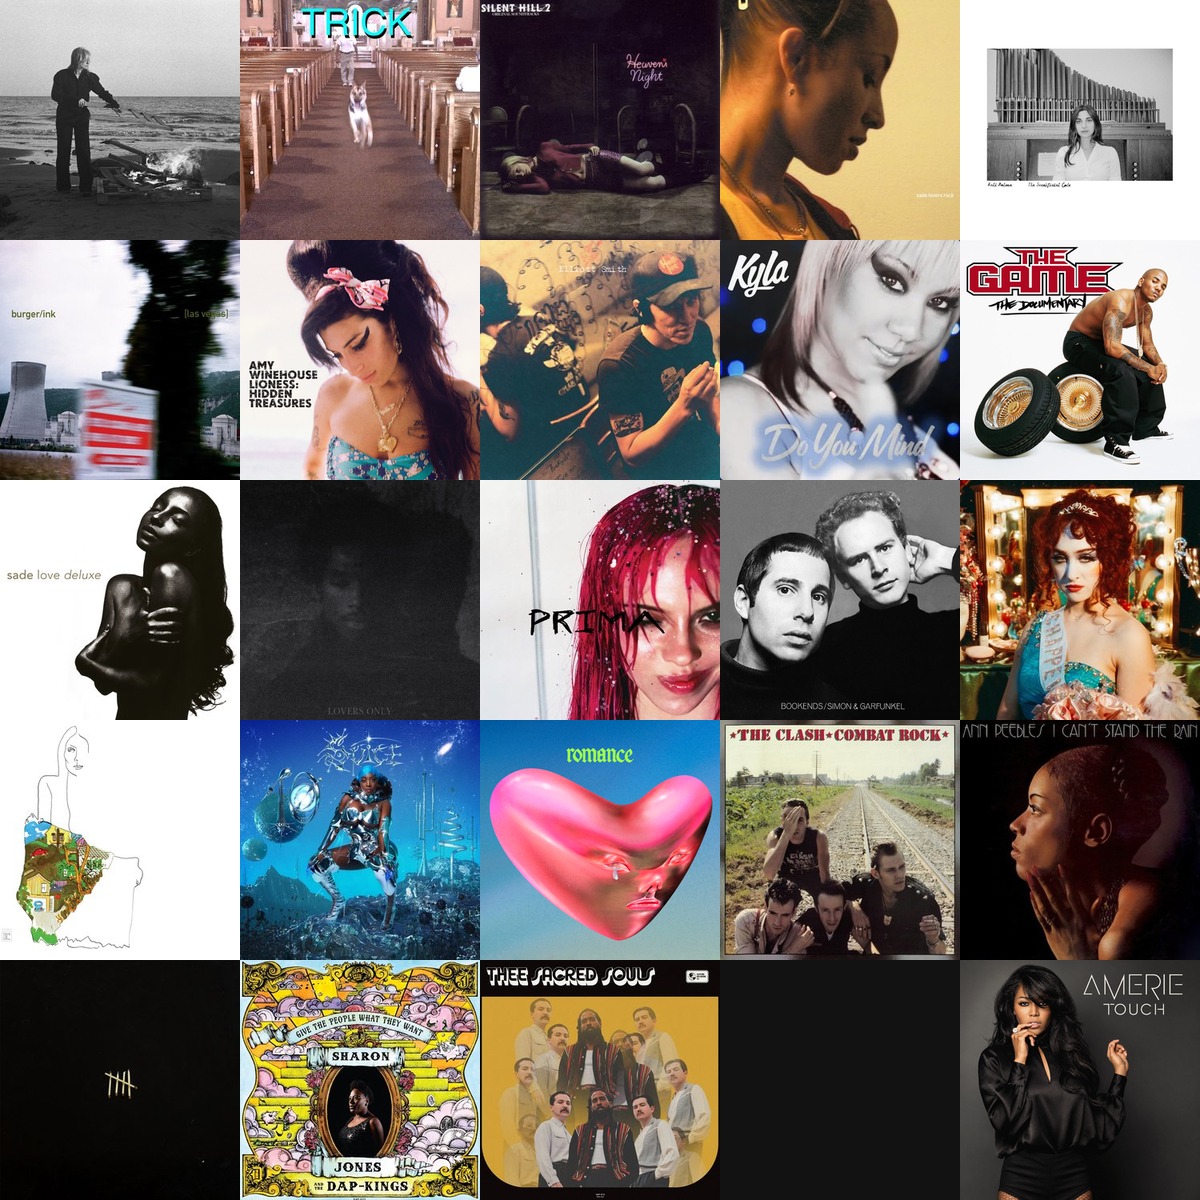 TRICK
SILENT HILL 2
ORIGINAL SOUNDTRACKS
Heaven's
Night
sade lovers rock
burger/ink
[las vegas]
AMY
WINEHOUSE
LIONESS:
HIDDEN
TREASURES
Elliott Smith
Kyla
Do You Mind
THE
GAME
THE DOCUMENTARY
sade love deluxe
LOVERS ONLY
PRIMA
BOOKENDS/SIMON & GARFUNKEL
romance
★THE CLASH★COMBAT ROCK★
ANN PEEBLES I CAN'T STAND THE RAIN
GIVE THE PEOPLE WHAT THEY WANT
SHARON
JONES
AND THE DAP-KINGS
THEE SACRED SOULS
AMERIE
TOUCH